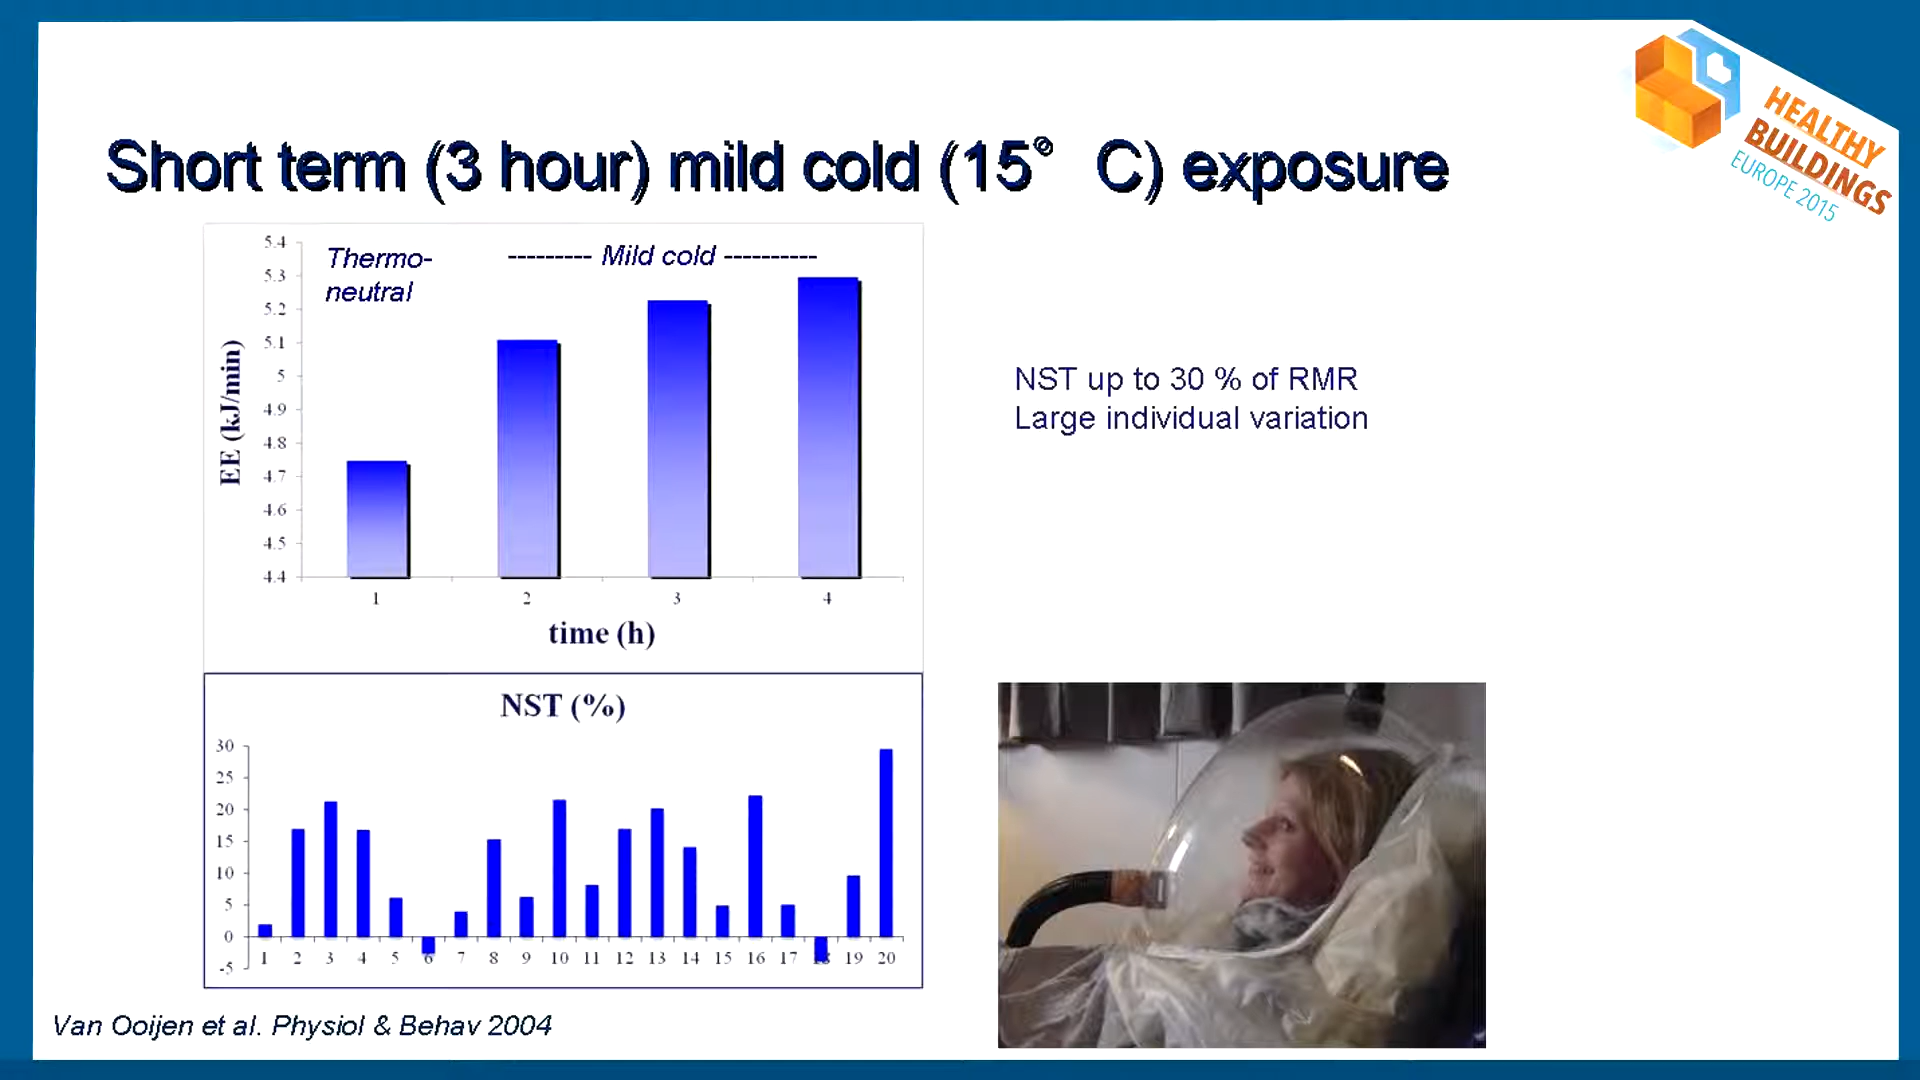 HEALTHY
BUILDINGS
EUROPE 2015
Short term (3 hour) mild cold (15° C) exposure
Thermo-
neutral
--------- Mild cold ----------
5.4
5.3
5.2
5.1
5
4.9
4.8
4.7
4.6
4.5
4.4
EE (kJ/min)
1 2 3 4
time (h)
NST up to 30 % of RMR
Large individual variation
NST (%)
30
25
20
15
10
5
0
-5
1 2 3 4 5 6 7 8 9 10 11 12 13 14 15 16 17 18 19 20
Van Ooijen et al. Physiol & Behav 2004